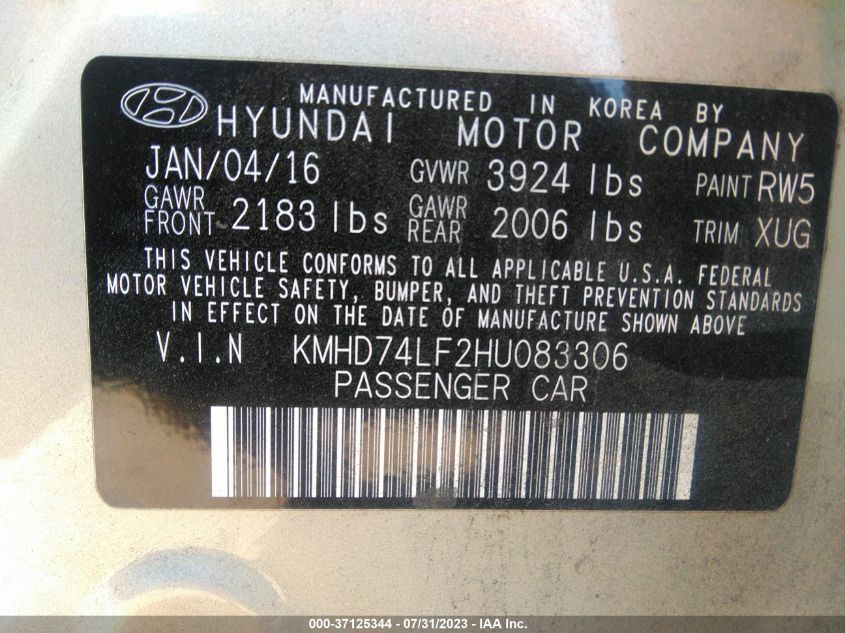 MANUFACTURED IN KOREA BY
HYUNDAI MOTOR COMPANY
JAN/04/16 GVWR 3924 lbs PAINT RW5
GAWR FRONT 2183 lbs GAWR REAR 2006 lbs TRIM XUG
THIS VEHICLE CONFORMS TO ALL APPLICABLE U.S.A. FEDERAL
MOTOR VEHICLE SAFETY, BUMPER, AND THEFT PREVENTION STANDARDS
IN EFFECT ON THE DATE OF MANUFACTURE SHOWN ABOVE
V.I.N KMHD74LF2HU083306
PASSENGER CAR
000-37125344 - 07/31/2023 - IAA Inc.